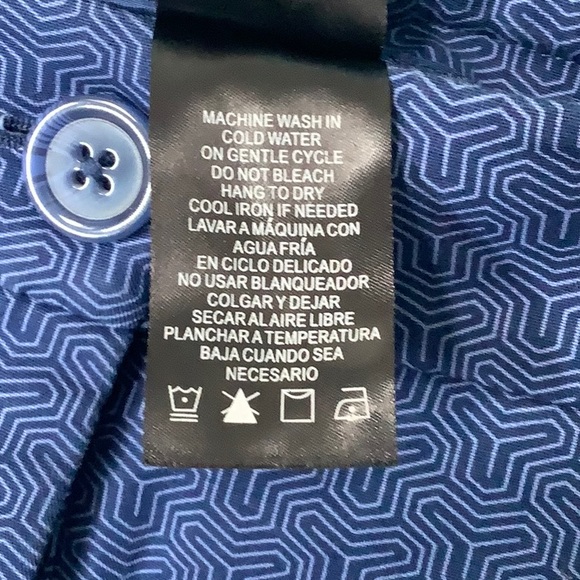 MACHINE WASH IN
COLD WATER
ON GENTLE CYCLE
DO NOT BLEACH
HANG TO DRY
COOL IRON IF NEEDED
LAVAR A MÁQUINA CON
AGUA FRÍA
EN CICLO DELICADO
NO USAR BLANQUEADOR
COLGAR Y DEJAR
SECAR AL AIRE LIBRE
PLANCHAR A TEMPERATURA
BAJA CUANDO SEA
NECESARIO